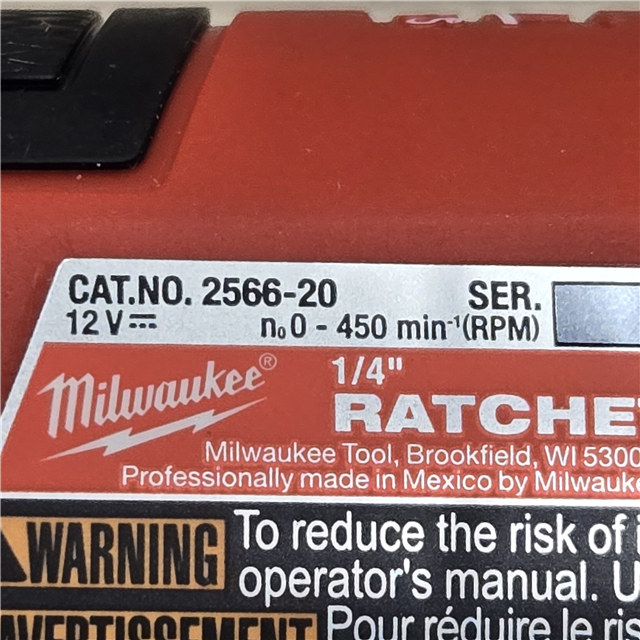 CAT.NO. 2566-20 SER.
12 V⎓ n₀ 0 - 450 min⁻¹(RPM)
Milwaukee®
1/4"
RATCHE
Milwaukee Tool, Brookfield, WI 5300
Professionally made in Mexico by Milwauke
WARNING To reduce the risk of
operator's manual. U
AVERTISSEMENT Pour réduire le ris